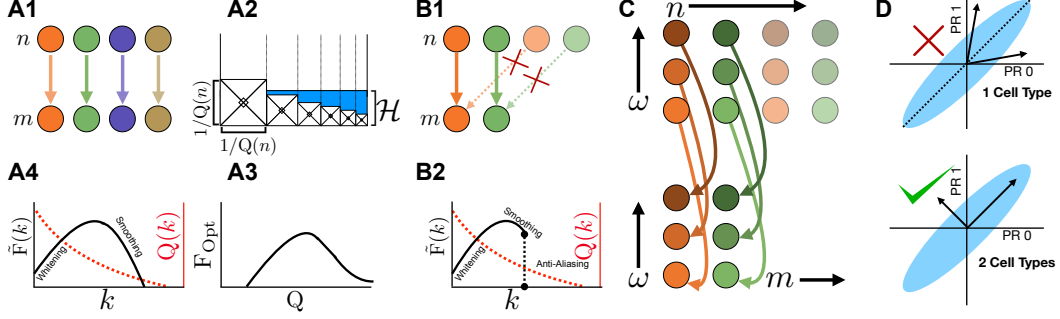 A1
n
m
A2
1/Q(n)
1/Q(n)
ℋ
B1
n
m
C
n
ω
ω
m
D
PR 1
PR 0
1 Cell Type
PR 1
PR 0
2 Cell Types
A4
F̃(k)
Whitening
Smoothing
Q(k)
k
A3
F_Opt
Q
B2
F̃(k)
Whitening
Smoothing
Anti-Aliasing
Q(k)
k